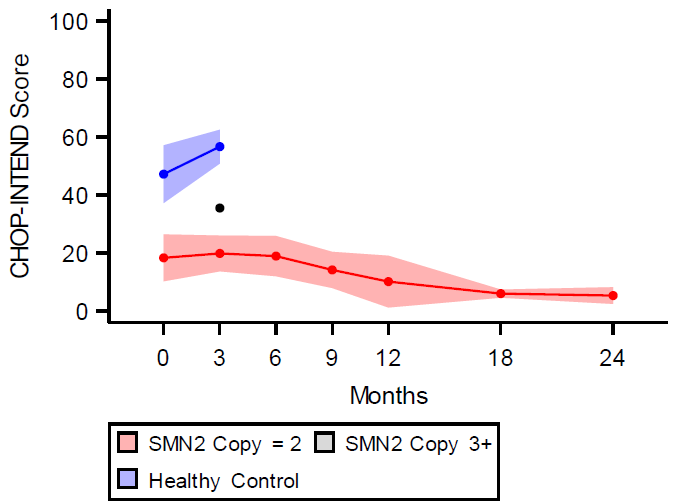 100
80
60
40
20
0
CHOP-INTEND Score
0 3 6 9 12 18 24
Months
SMN2 Copy = 2 SMN2 Copy 3+
Healthy Control